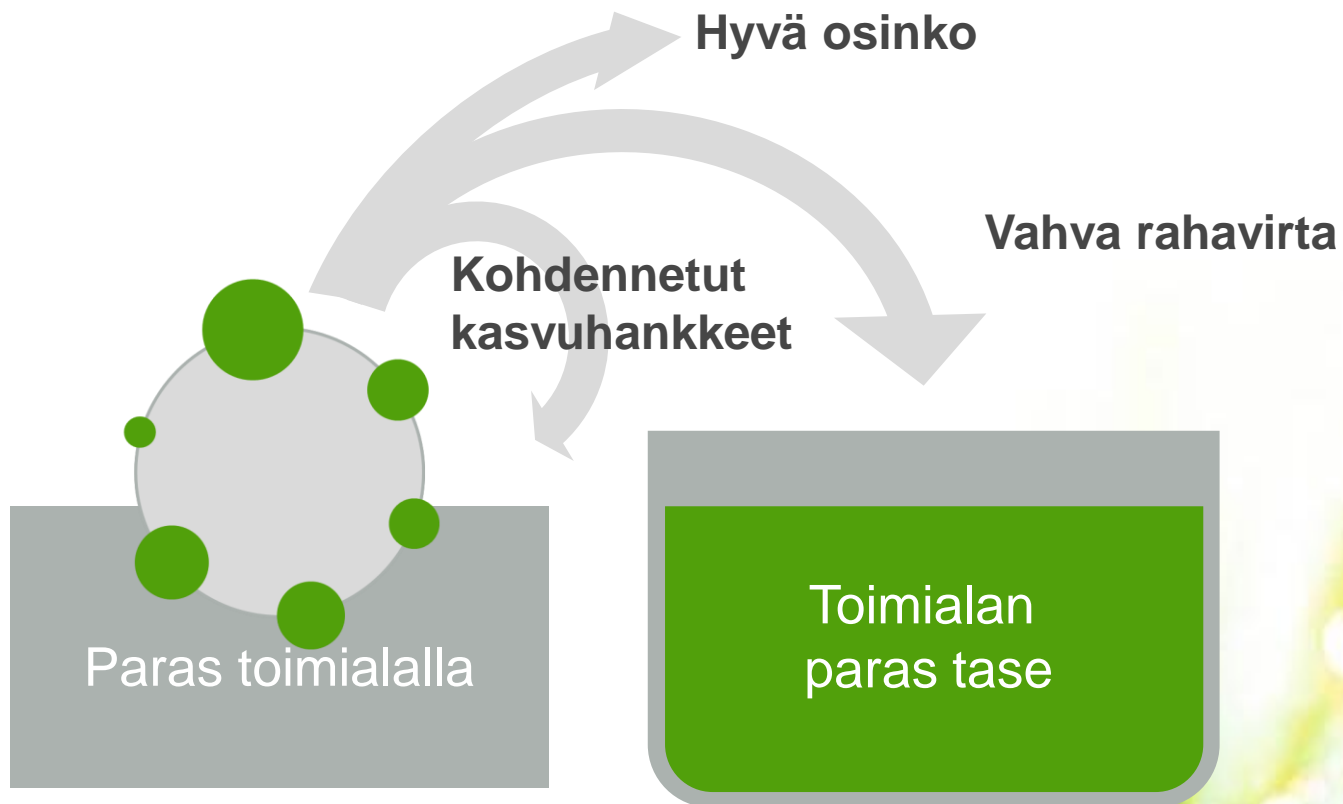 Hyvä osinko
Vahva rahavirta
Kohdennetut
kasvuhankkeet
Paras toimialalla
Toimialan
paras tase